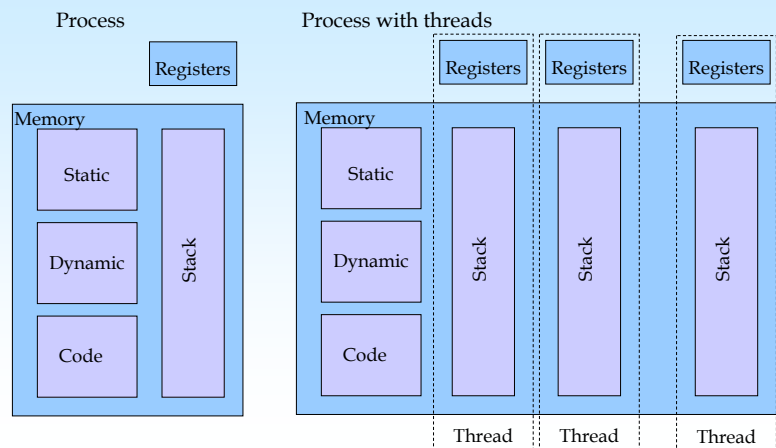 Process
Registers
Memory
Static
Dynamic
Code
Stack
Process with threads
Registers
Registers
Registers
Memory
Static
Dynamic
Code
Stack
Stack
Stack
Thread
Thread
Thread